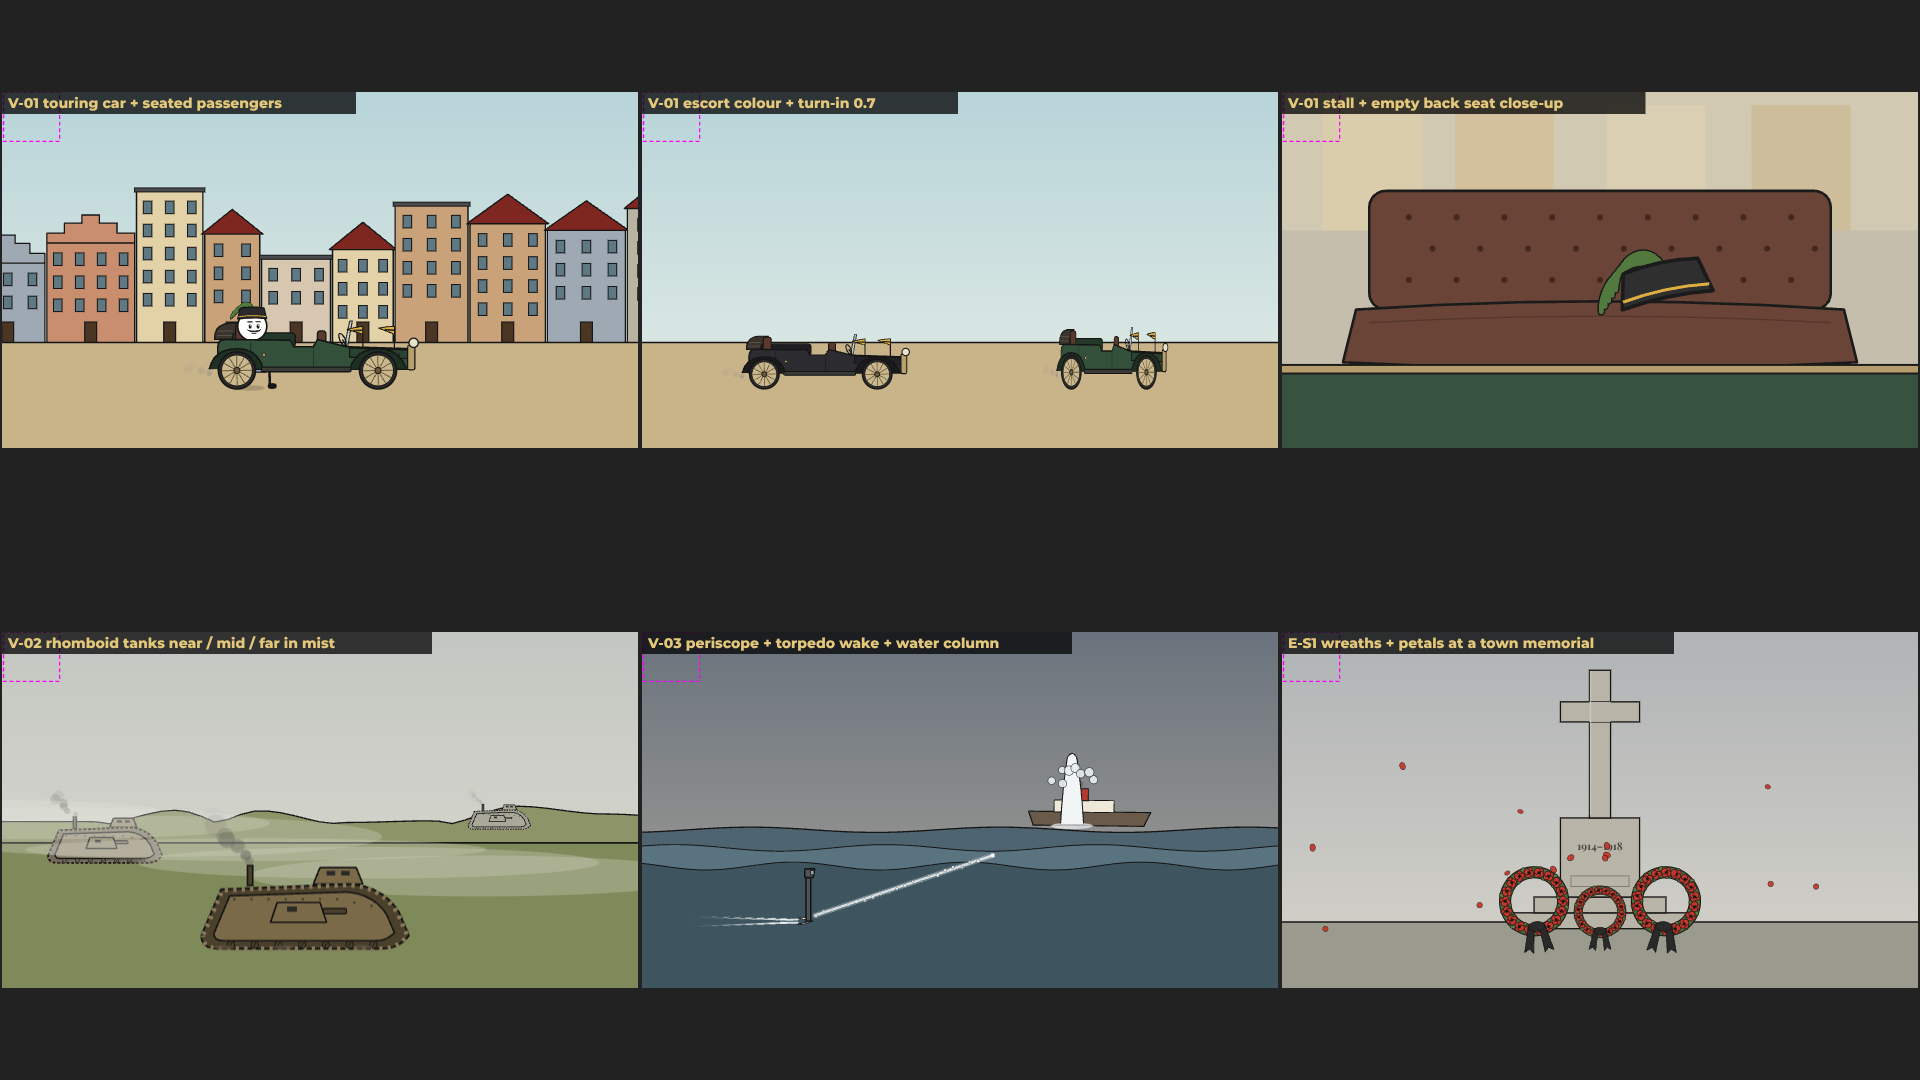 V-01 touring car + seated passengers
V-01 escort colour + turn-in 0.7
V-01 stall + empty back seat close-up
V-02 rhomboid tanks near / mid / far in mist
V-03 periscope + torpedo wake + water column
E-S1 wreaths + petals at a town memorial
1914–1918